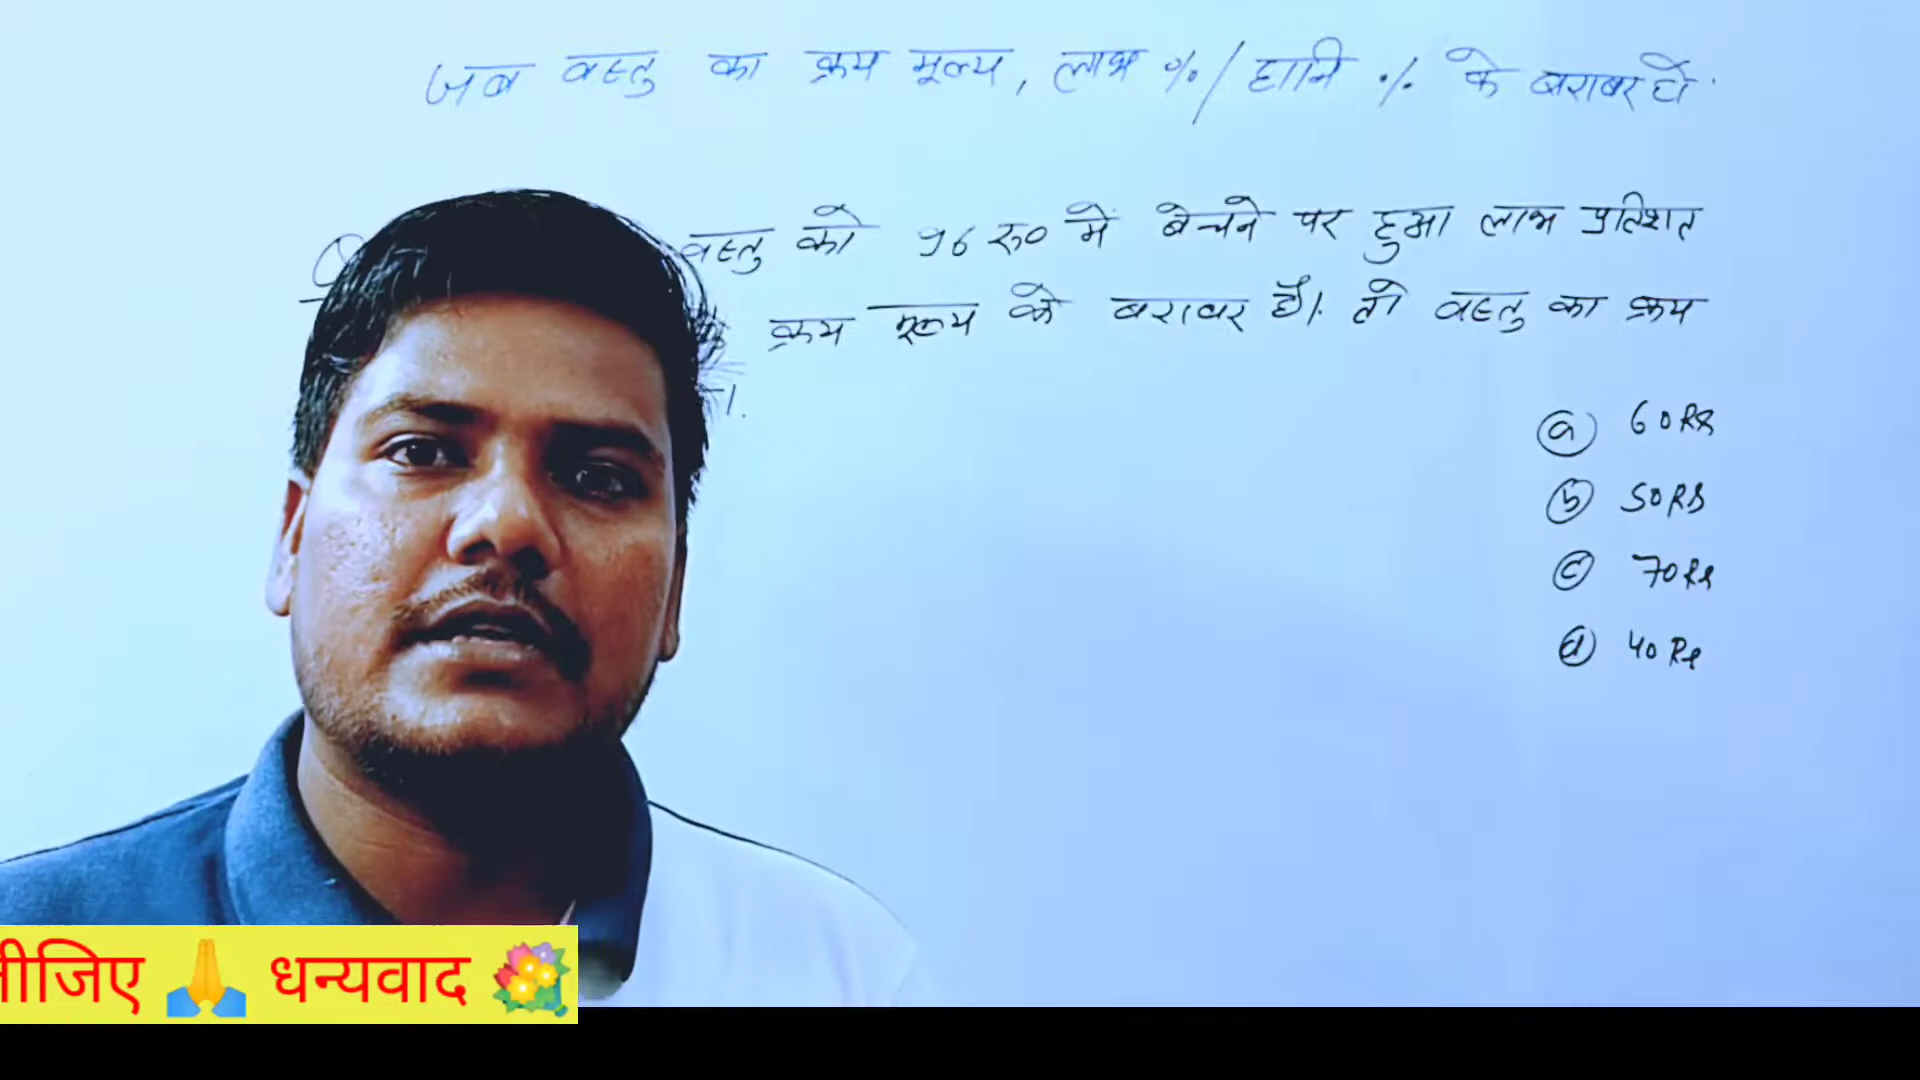 जब वस्तु का क्रय मूल्य, लाभ %/हानि % के बराबर हो.
वस्तु को 96 रु० में बेचने पर हुआ लाभ प्रतिशत
क्रय मूल्य के बराबर है। तो वस्तु का क्रय
ⓐ 60 RS
ⓑ 50 RS
ⓒ 70 Rs
ⓓ 40 Rs
ीजिए 🙏 धन्यवाद 💐